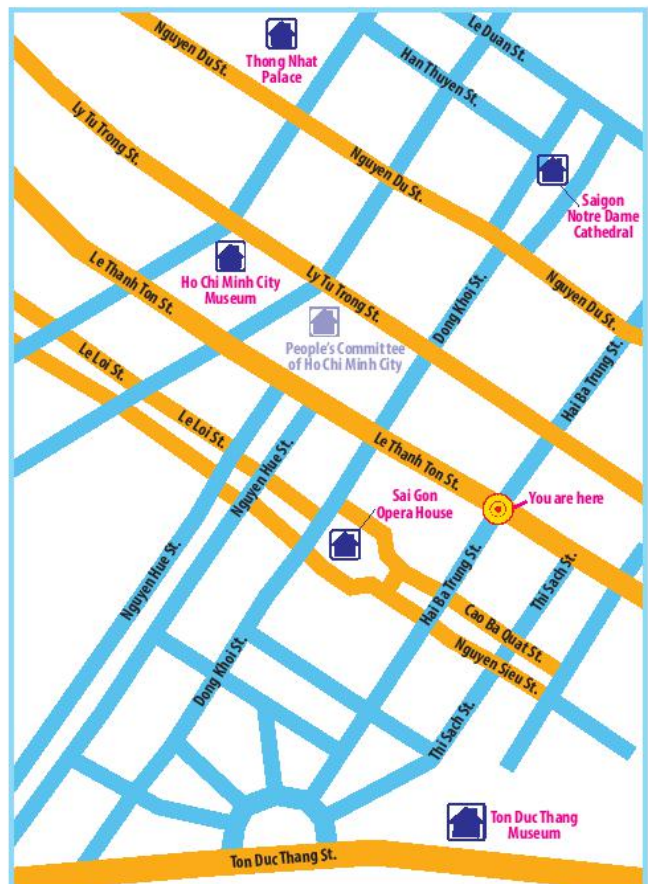 Nguyen Du St.
Thong Nhat
Palace
Le Duan St.
Han Thuyen St.
Ly Tu Trong St.
Nguyen Du St.
Saigon
Notre Dame
Cathedral
Le Thanh Ton St.
Ho Chi Minh City
Museum
Ly Tu Trong St.
Dong Khoi St.
Nguyen Du St.
People's Committee
of Ho Chi Minh City
Hai Ba Trung St.
Le Loi St.
Le Loi St.
Nguyen Hue St.
Le Thanh Ton St.
Sai Gon
Opera House
You are here
Nguyen Hue St.
Hai Ba Trung St.
Thi Sach St.
Cao Ba Quat St.
Nguyen Sieu St.
Dong Khoi St.
Thi Sach St.
Ton Duc Thang
Museum
Ton Duc Thang St.